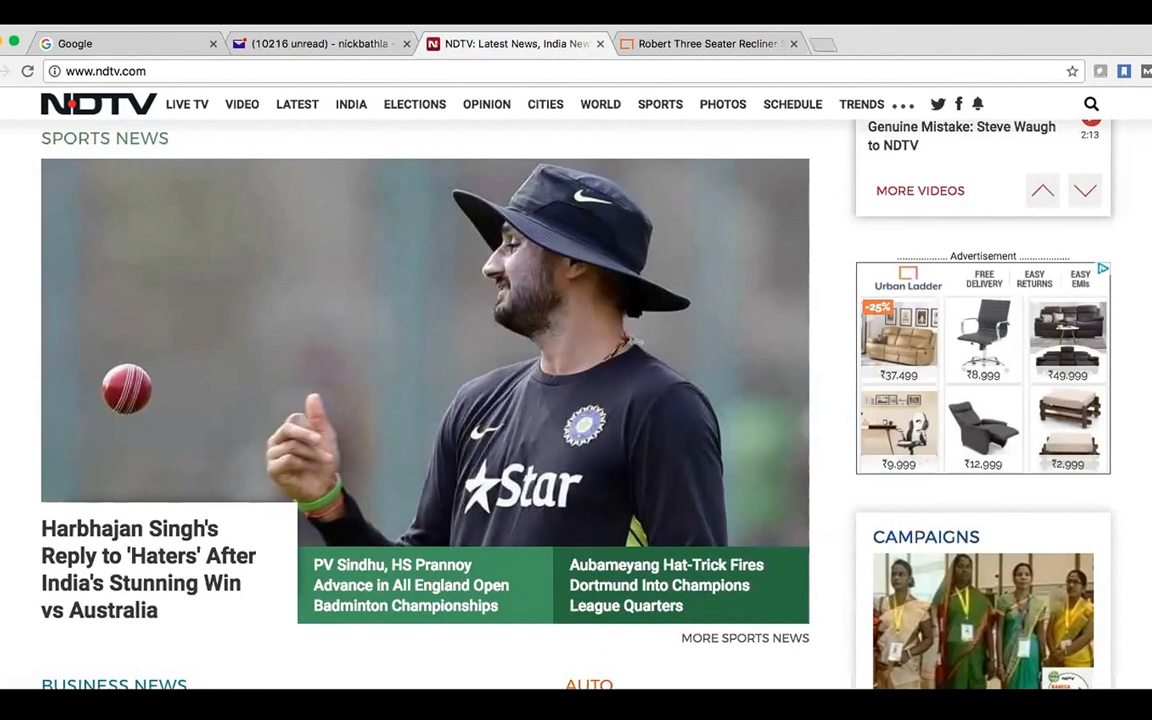 Google
(10216 unread) - nickbathla -
NDTV: Latest News, India New
Robert Three Seater Recliner S
www.ndtv.com
NDTV
LIVE TV VIDEO LATEST INDIA ELECTIONS OPINION CITIES WORLD SPORTS PHOTOS SCHEDULE TRENDS
SPORTS NEWS
Star
Harbhajan Singh's
Reply to 'Haters' After
India's Stunning Win
vs Australia
PV Sindhu, HS Prannoy
Advance in All England Open
Badminton Championships
Aubameyang Hat-Trick Fires
Dortmund Into Champions
League Quarters
MORE SPORTS NEWS
BUSINESS NEWS
AUTO
Genuine Mistake: Steve Waugh
to NDTV
2:13
MORE VIDEOS
Advertisement
Urban Ladder
FREE
DELIVERY
EASY
RETURNS
EASY
EMIs
-25%
₹37,499
₹8,999
₹49,999
₹9,999
₹12,999
₹2,999
CAMPAIGNS
NDTV